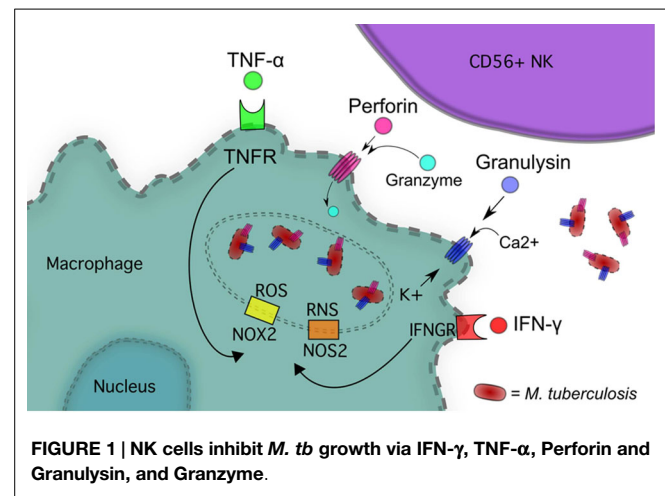 CD56+ NK
TNF-α
Perforin
TNFR
Granzyme
Granulysin
Ca2+
Macrophage
ROS
K+
RNS
NOX2
IFNGR
IFN-γ
NOS2
Nucleus
= M. tuberculosis
FIGURE 1 | NK cells inhibit M. tb growth via IFN-γ, TNF-α, Perforin and
Granulysin, and Granzyme.